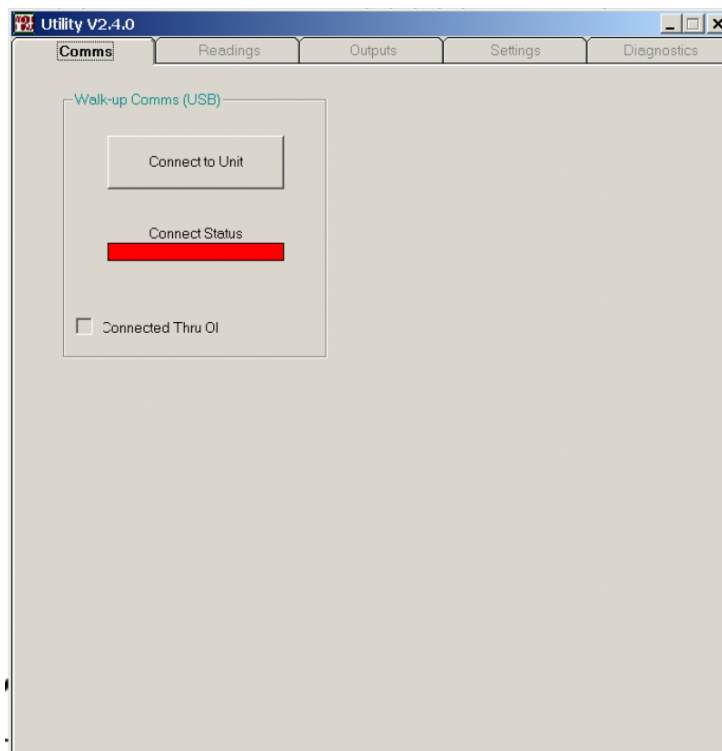 Utility V2.4.0
Comms Readings Outputs Settings Diagnostics
Walk-up Comms (USB)
Connect to Unit
Connect Status
Connected Thru OI